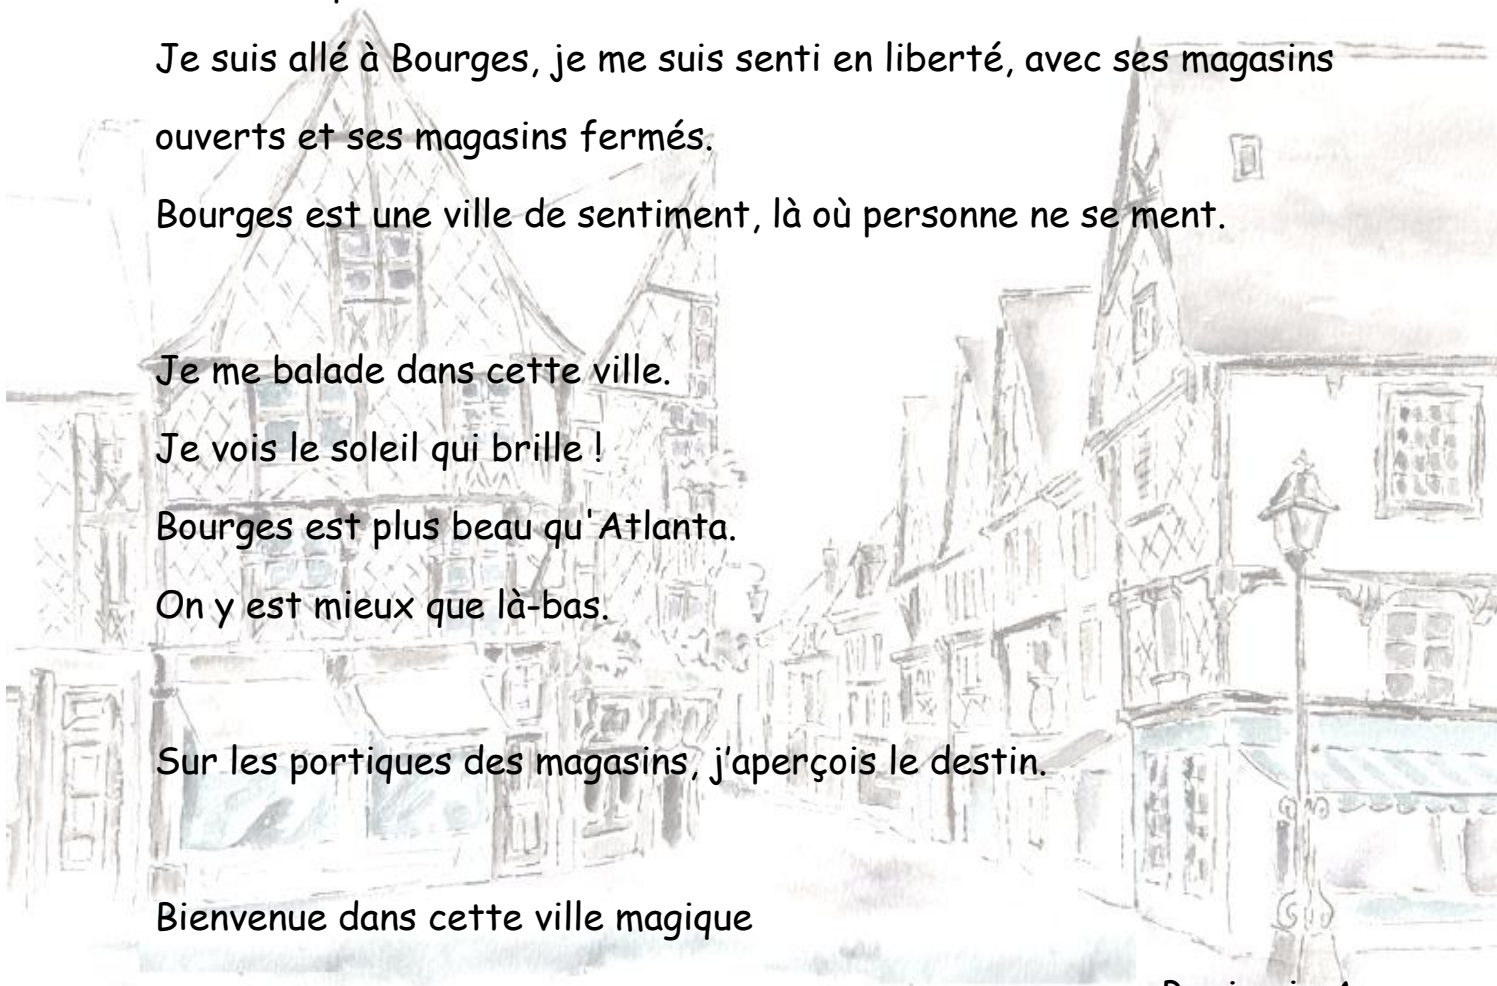 Je suis allé à Bourges, je me suis senti en liberté, avec ses magasins
ouverts et ses magasins fermés.
Bourges est une ville de sentiment, là où personne ne se ment.
Je me balade dans cette ville.
Je vois le soleil qui brille !
Bourges est plus beau qu'Atlanta.
On y est mieux que là-bas.
Sur les portiques des magasins, j'aperçois le destin.
Bienvenue dans cette ville magique